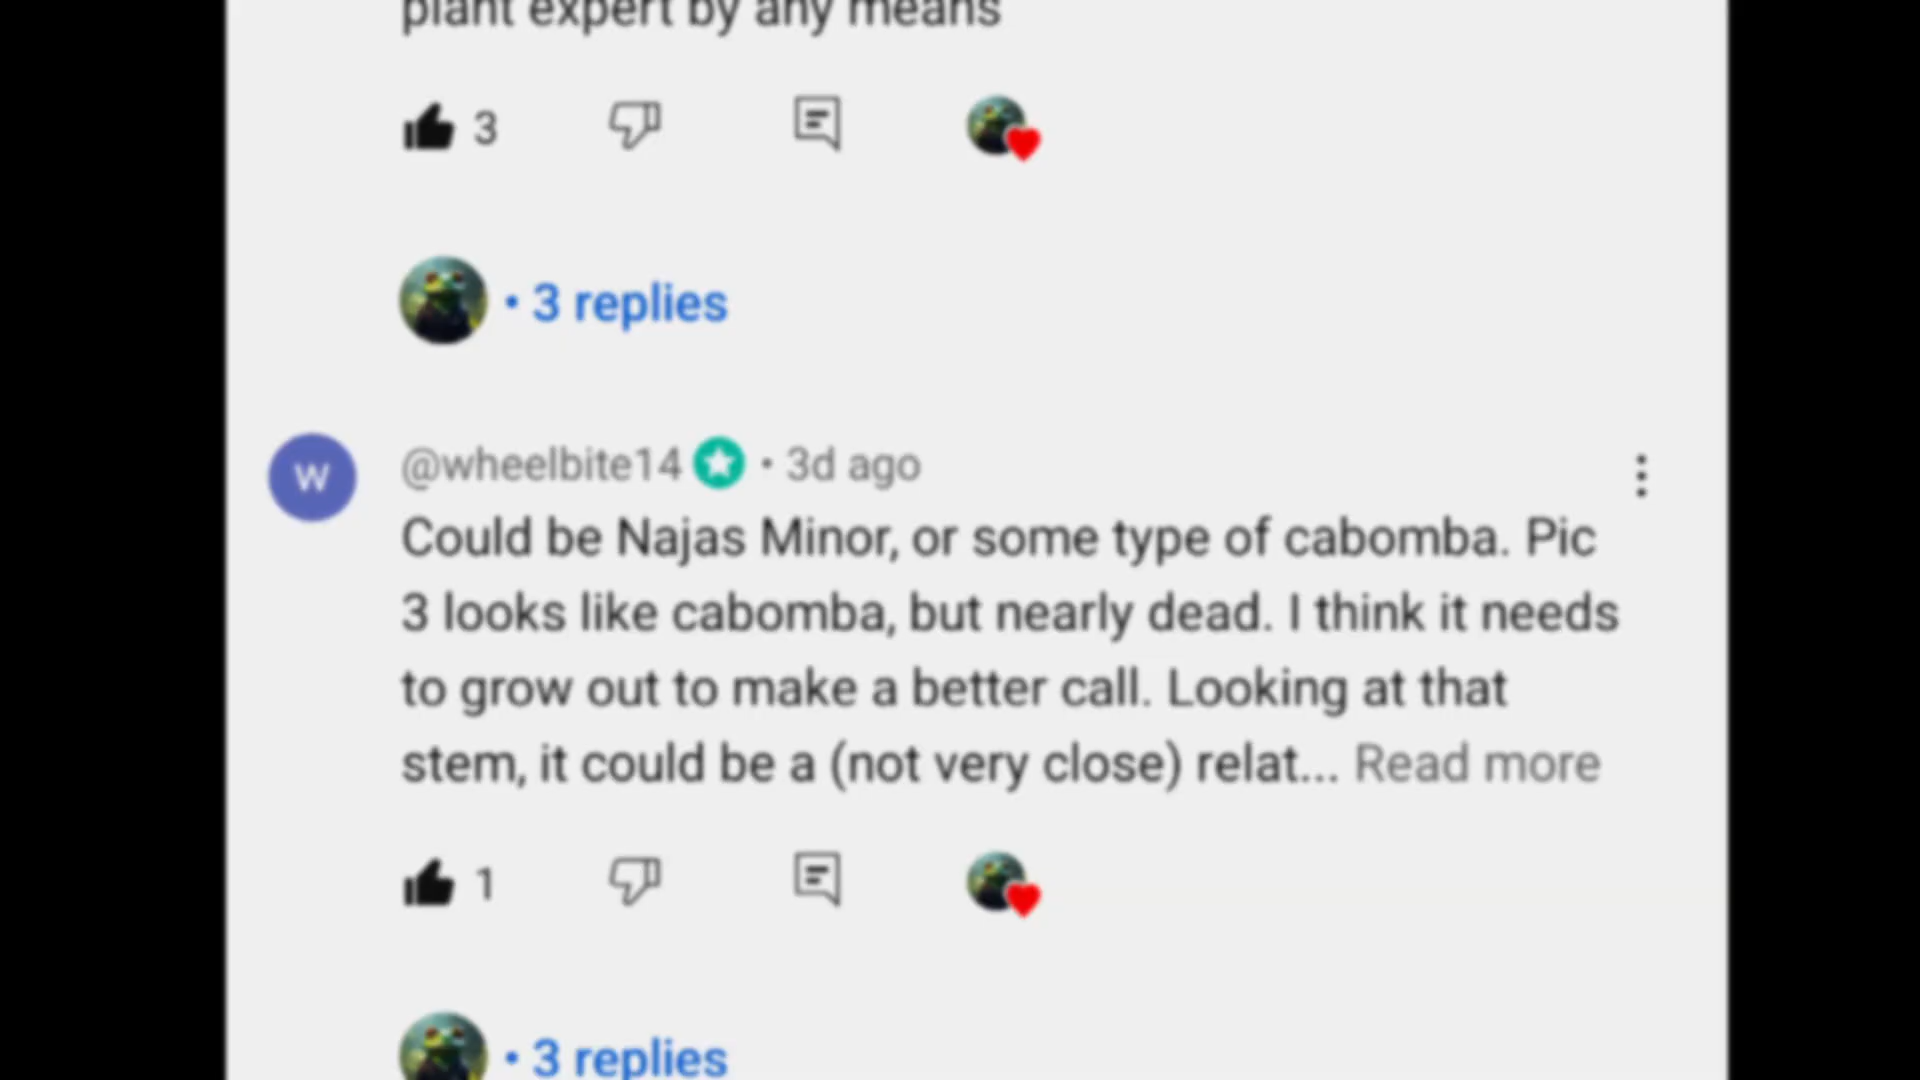 plant expert by any means
3
• 3 replies
W
@wheelbite14 • 3d ago
Could be Najas Minor, or some type of cabomba. Pic
3 looks like cabomba, but nearly dead. I think it needs
to grow out to make a better call. Looking at that
stem, it could be a (not very close) relat... Read more
1
• 3 replies